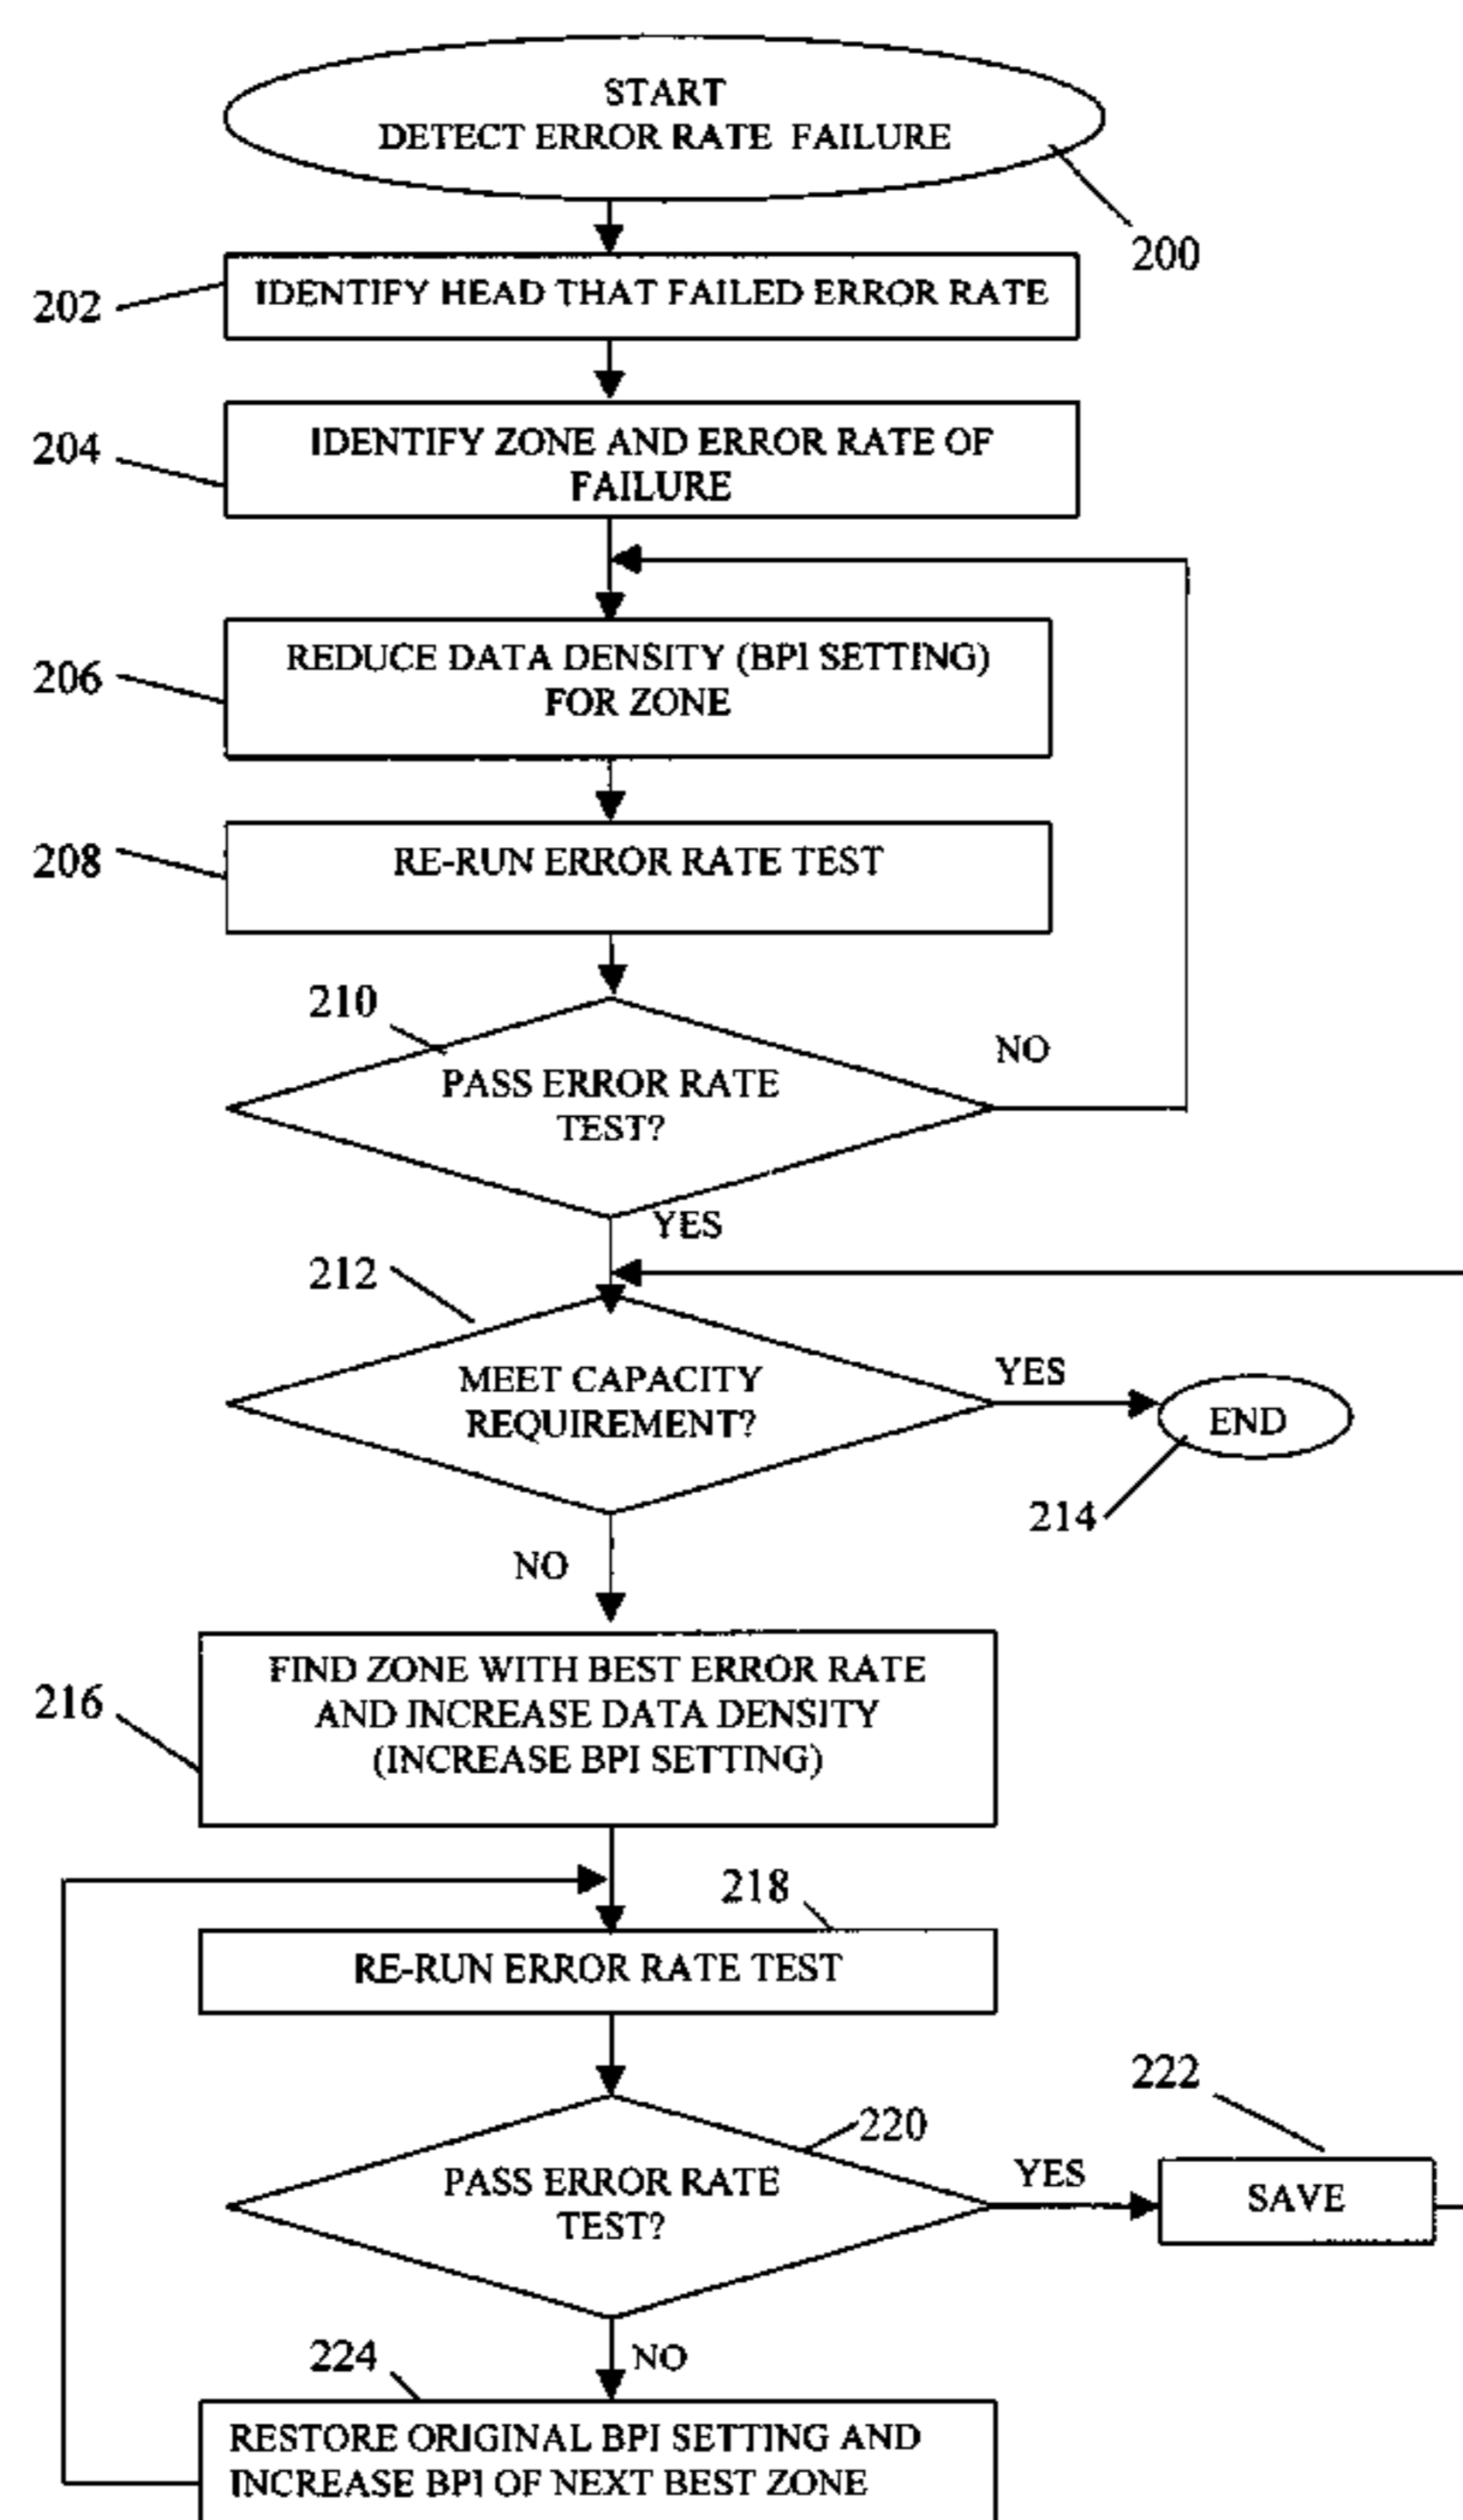 START
DETECT ERROR RATE FAILURE
200
202
IDENTIFY HEAD THAT FAILED ERROR RATE
204
IDENTIFY ZONE AND ERROR RATE OF
FAILURE
206
REDUCE DATA DENSITY (BPI SETTING)
FOR ZONE
208
RE-RUN ERROR RATE TEST
210
NO
PASS ERROR RATE
TEST?
YES
212
MEET CAPACITY
REQUIREMENT?
YES
END
214
NO
216
FIND ZONE WITH BEST ERROR RATE
AND INCREASE DATA DENSITY
(INCREASE BPI SETTING)
218
RE-RUN ERROR RATE TEST
222
220
PASS ERROR RATE
TEST?
YES
SAVE
224
NO
RESTORE ORIGINAL BPI SETTING AND
INCREASE BPI OF NEXT BEST ZONE